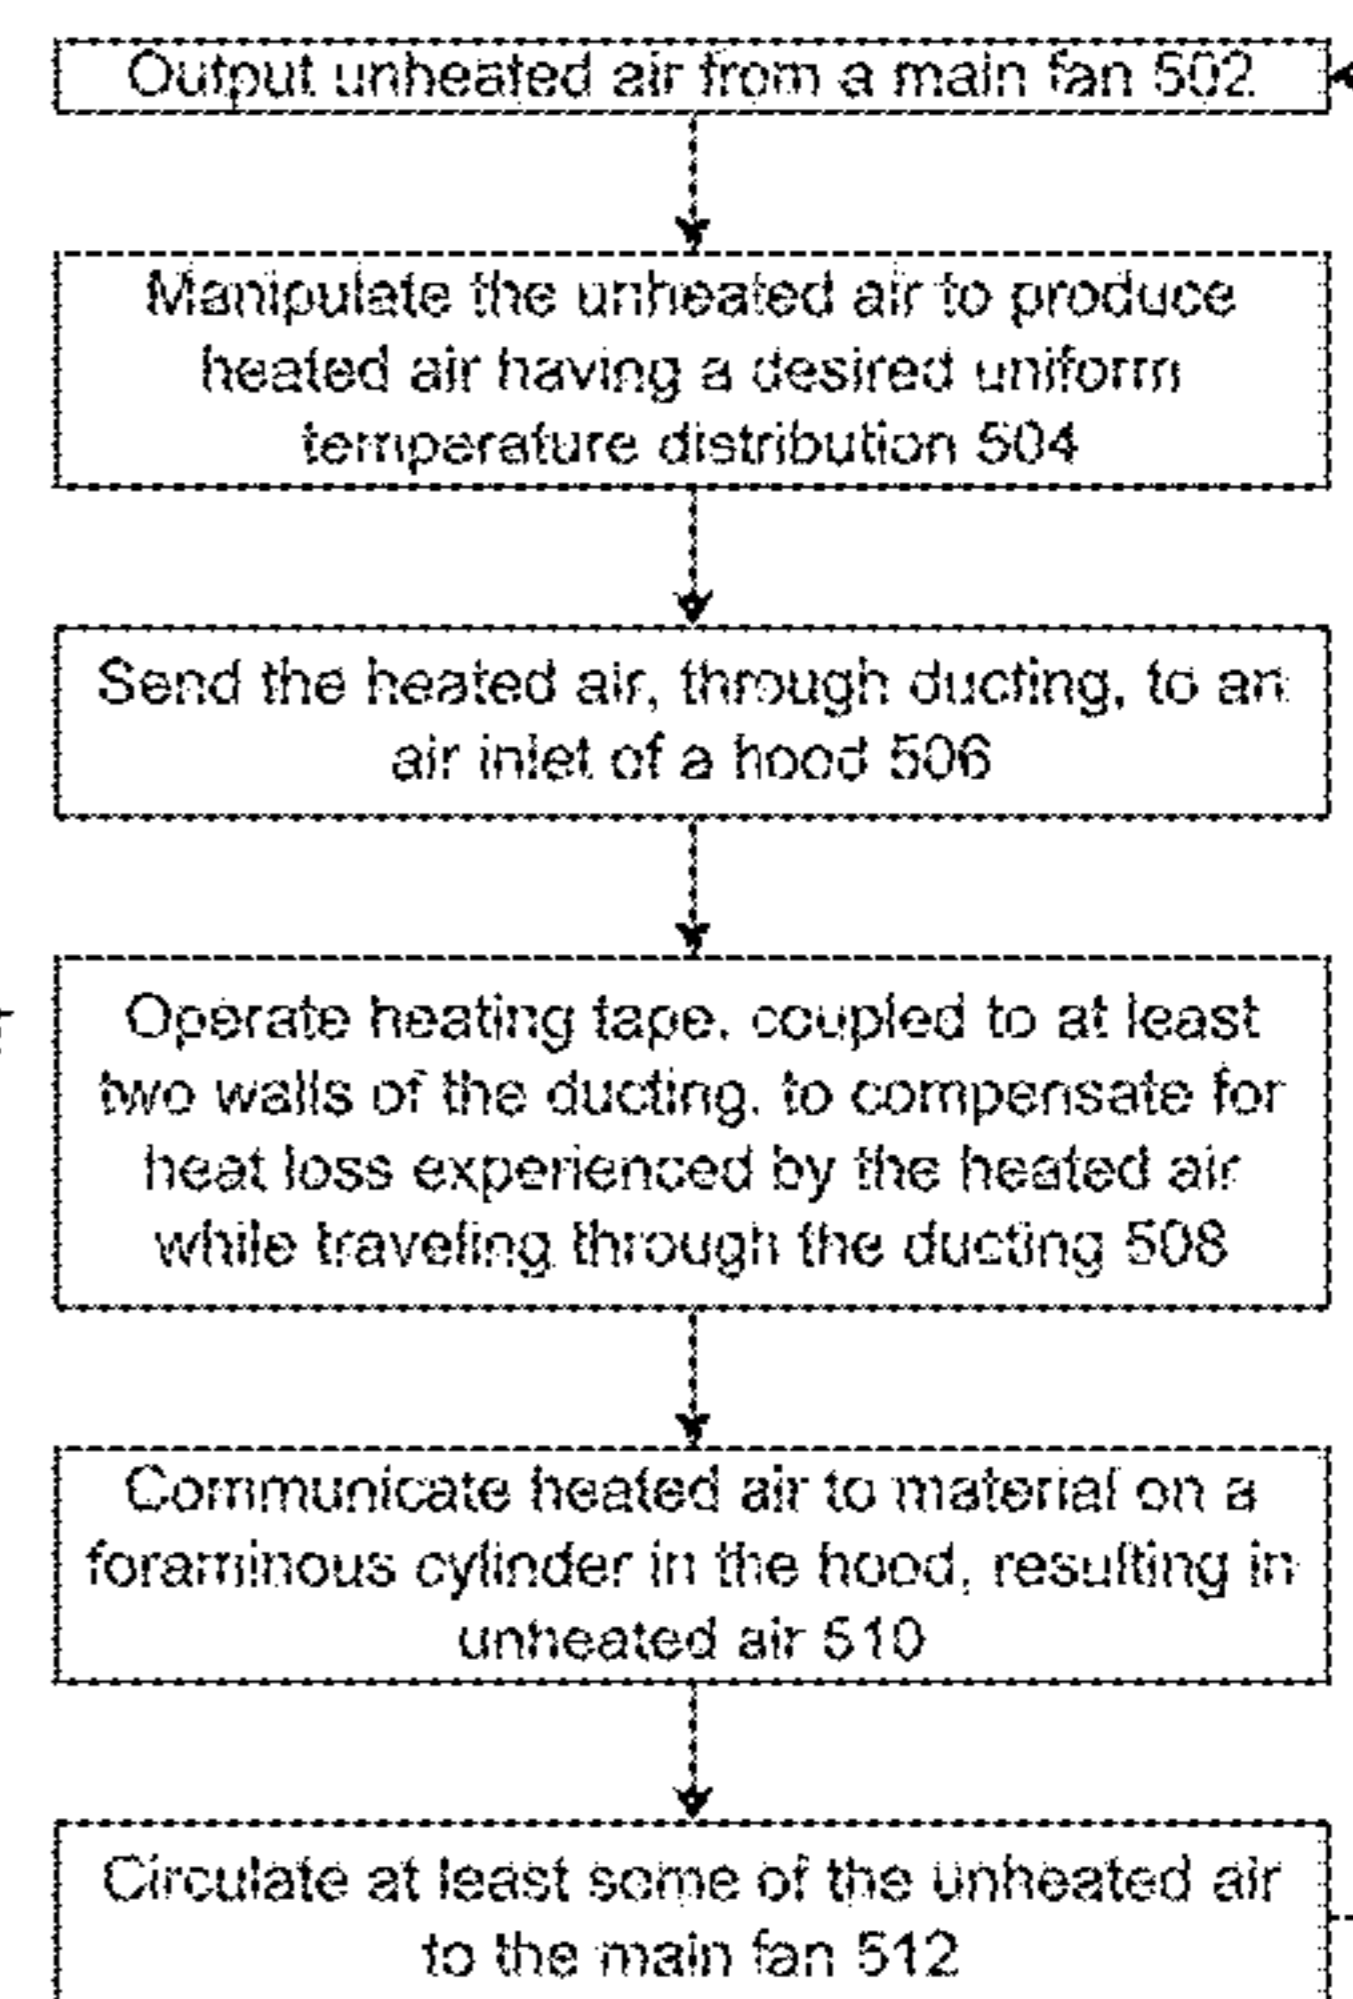 Output unheated air from a main fan 502
Manipulate the unheated air to produce
heated air having a desired uniform
temperature distribution 504
Send the heated air, through ducting, to an
air inlet of a hood 506
Operate heating tape, coupled to at least
two walls of the ducting, to compensate for
heat loss experienced by the heated air
while traveling through the ducting 508
Communicate heated air to material on a
foraminous cylinder in the hood, resulting in
unheated air 510
Circulate at least some of the unheated air
to the main fan 512